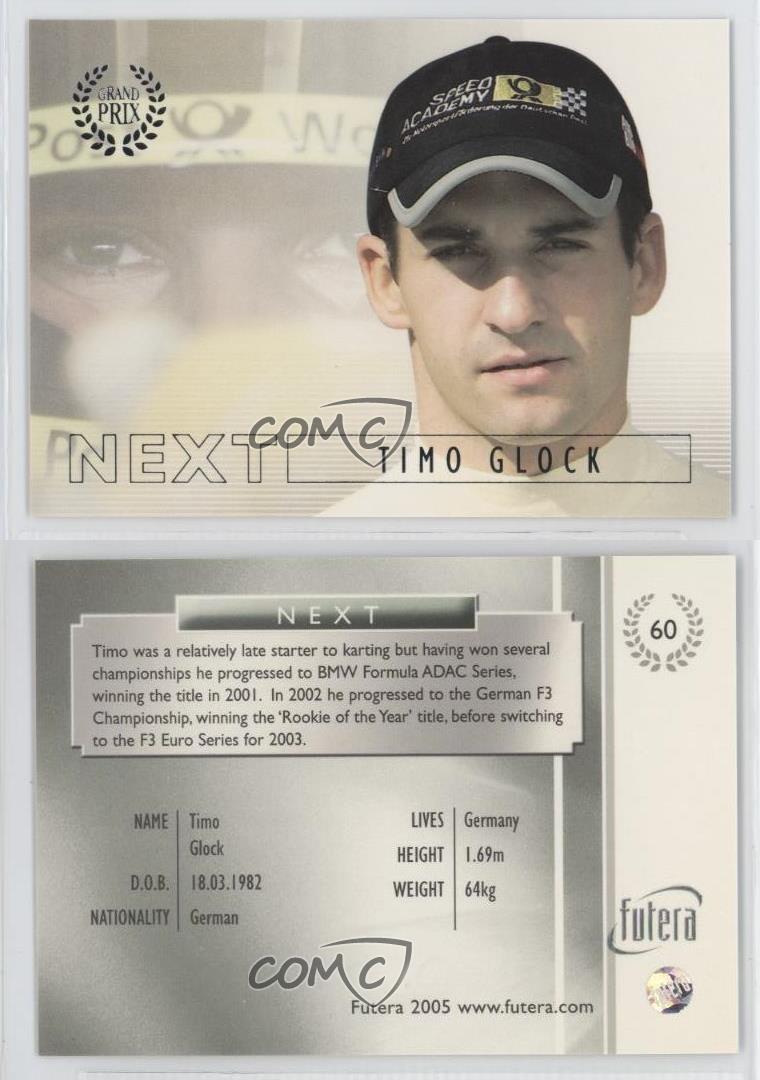 GRAND
PRIX
Po
Wo
SPEED
ACADEMY
P
NEXT
TIMO GLOCK
COMC
NEXT
60
Timo was a relatively late starter to karting but having won several
championships he progressed to BMW Formula ADAC Series,
winning the title in 2001. In 2002 he progressed to the German F3
Championship, winning the ‘Rookie of the Year’ title, before switching
to the F3 Euro Series for 2003.
NAME Timo
Glock
D.O.B. 18.03.1982
NATIONALITY German
LIVES Germany
HEIGHT 1.69m
WEIGHT 64kg
futera
futera
COMC
Futera 2005 www.futera.com